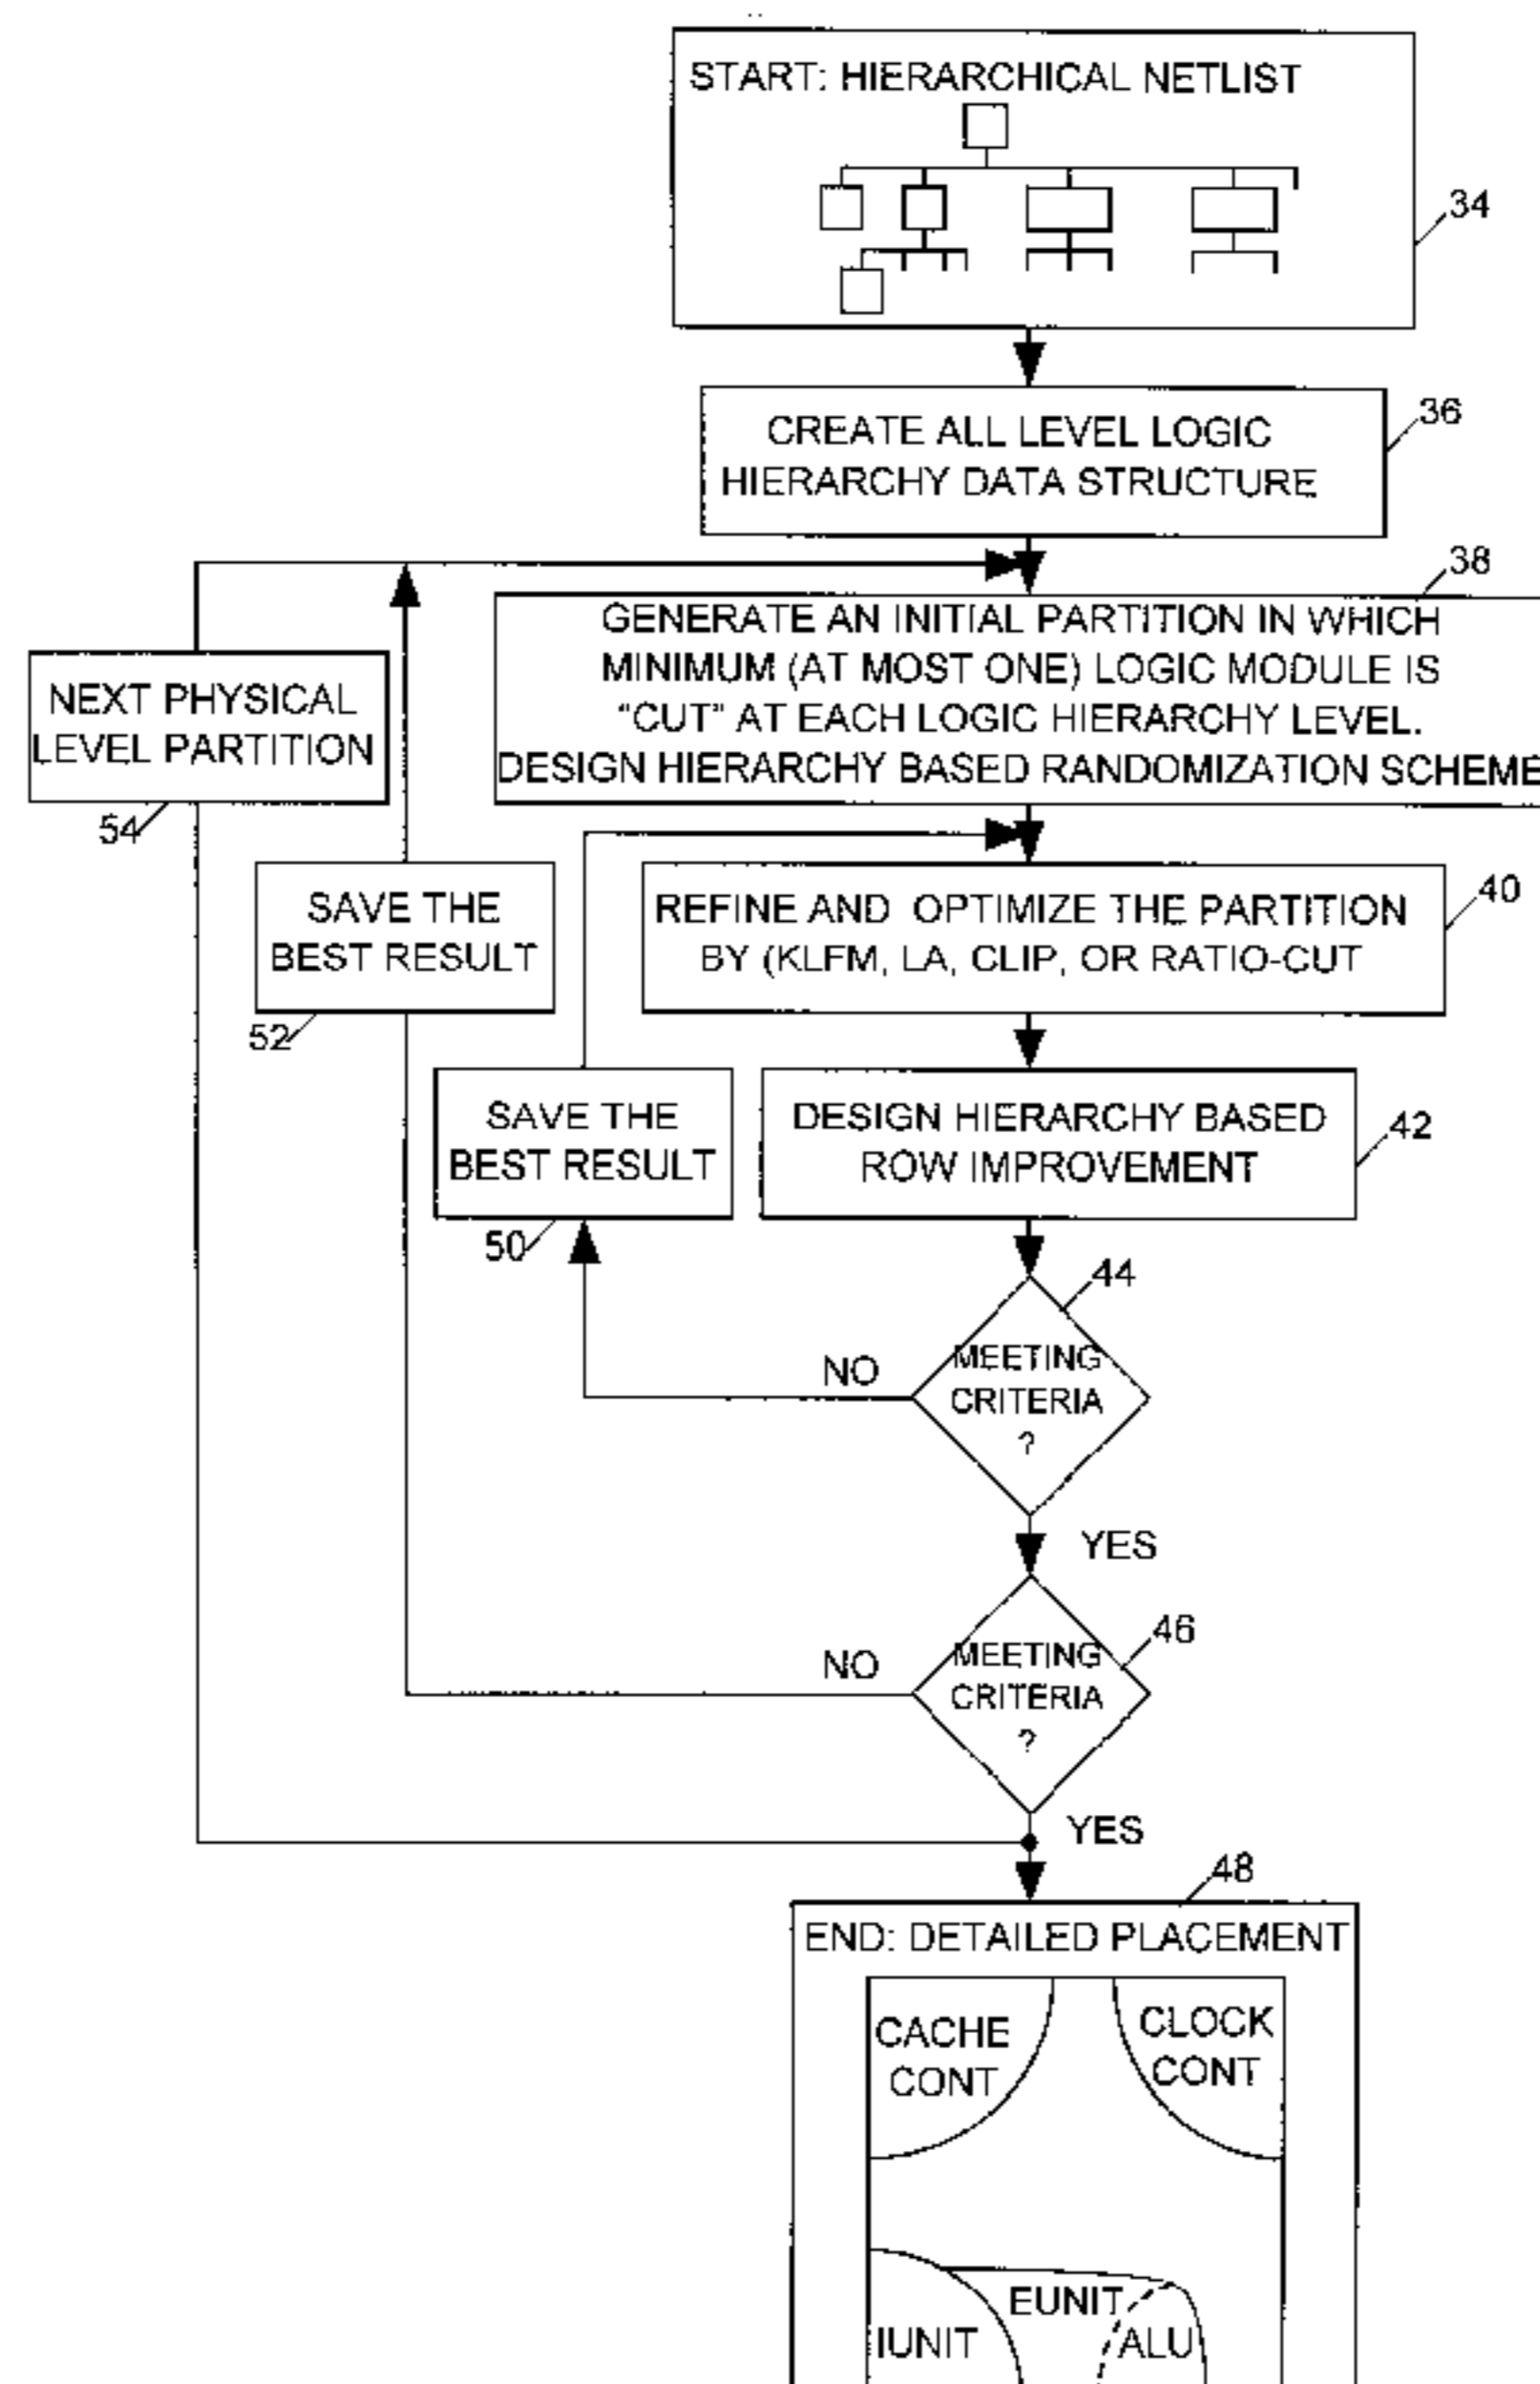 START: HIERARCHICAL NETLIST
34
CREATE ALL LEVEL LOGIC
HIERARCHY DATA STRUCTURE
36
38
GENERATE AN INITIAL PARTITION IN WHICH
MINIMUM (AT MOST ONE) LOGIC MODULE IS
"CUT" AT EACH LOGIC HIERARCHY LEVEL.
DESIGN HIERARCHY BASED RANDOMIZATION SCHEME
NEXT PHYSICAL
LEVEL PARTITION
54
SAVE THE
BEST RESULT
52
REFINE AND OPTIMIZE THE PARTITION
BY (KLFM, LA, CLIP, OR RATIO-CUT
40
SAVE THE
BEST RESULT
50
DESIGN HIERARCHY BASED
ROW IMPROVEMENT
42
44
MEETING
CRITERIA
?
NO
YES
46
MEETING
CRITERIA
?
NO
YES
48
END: DETAILED PLACEMENT
CACHE
CONT
CLOCK
CONT
EUNIT
IUNIT
ALU